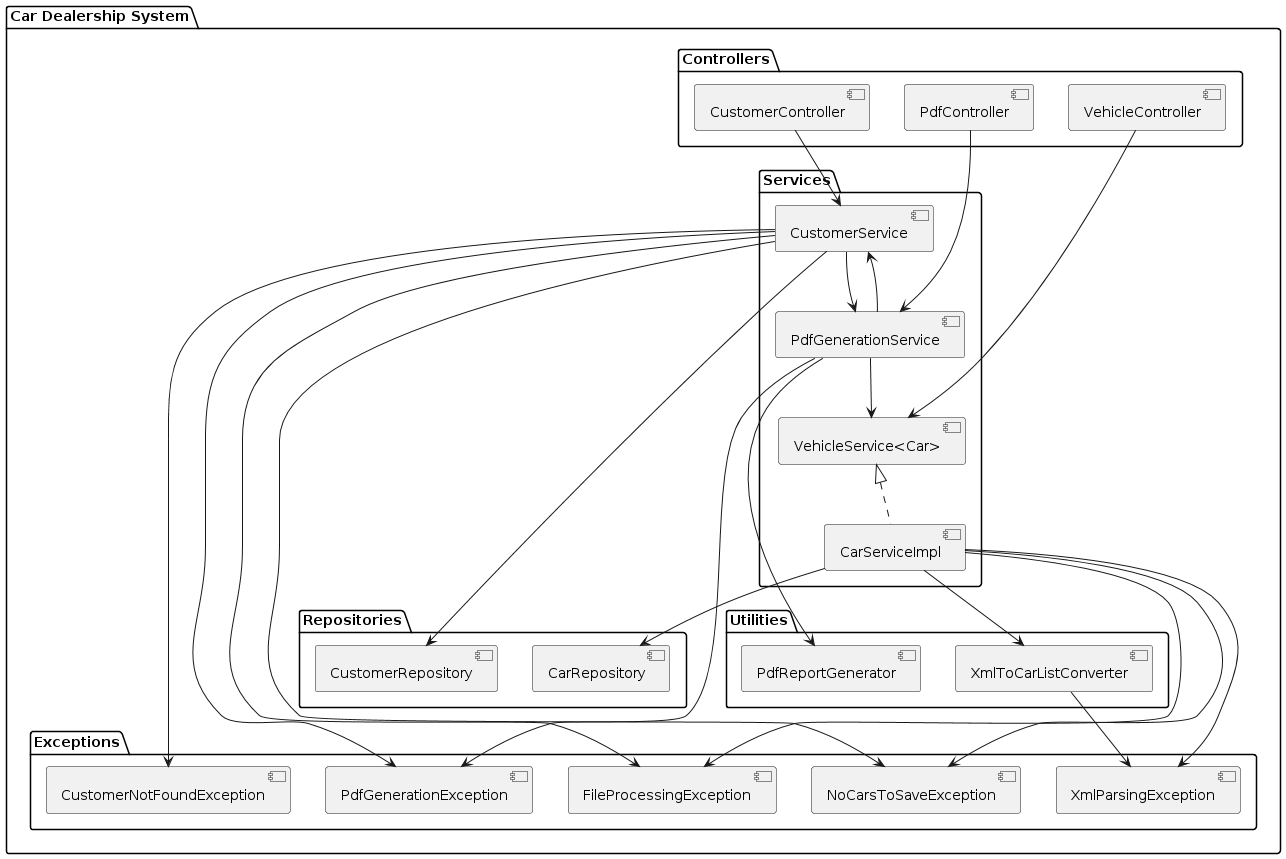 Car Dealership System
Controllers
CustomerController
PdfController
VehicleController
Services
CustomerService
PdfGenerationService
VehicleService<Car>
CarServiceImpl
Repositories
CustomerRepository
CarRepository
Utilities
PdfReportGenerator
XmlToCarListConverter
Exceptions
CustomerNotFoundException
PdfGenerationException
FileProcessingException
NoCarsToSaveException
XmlParsingException